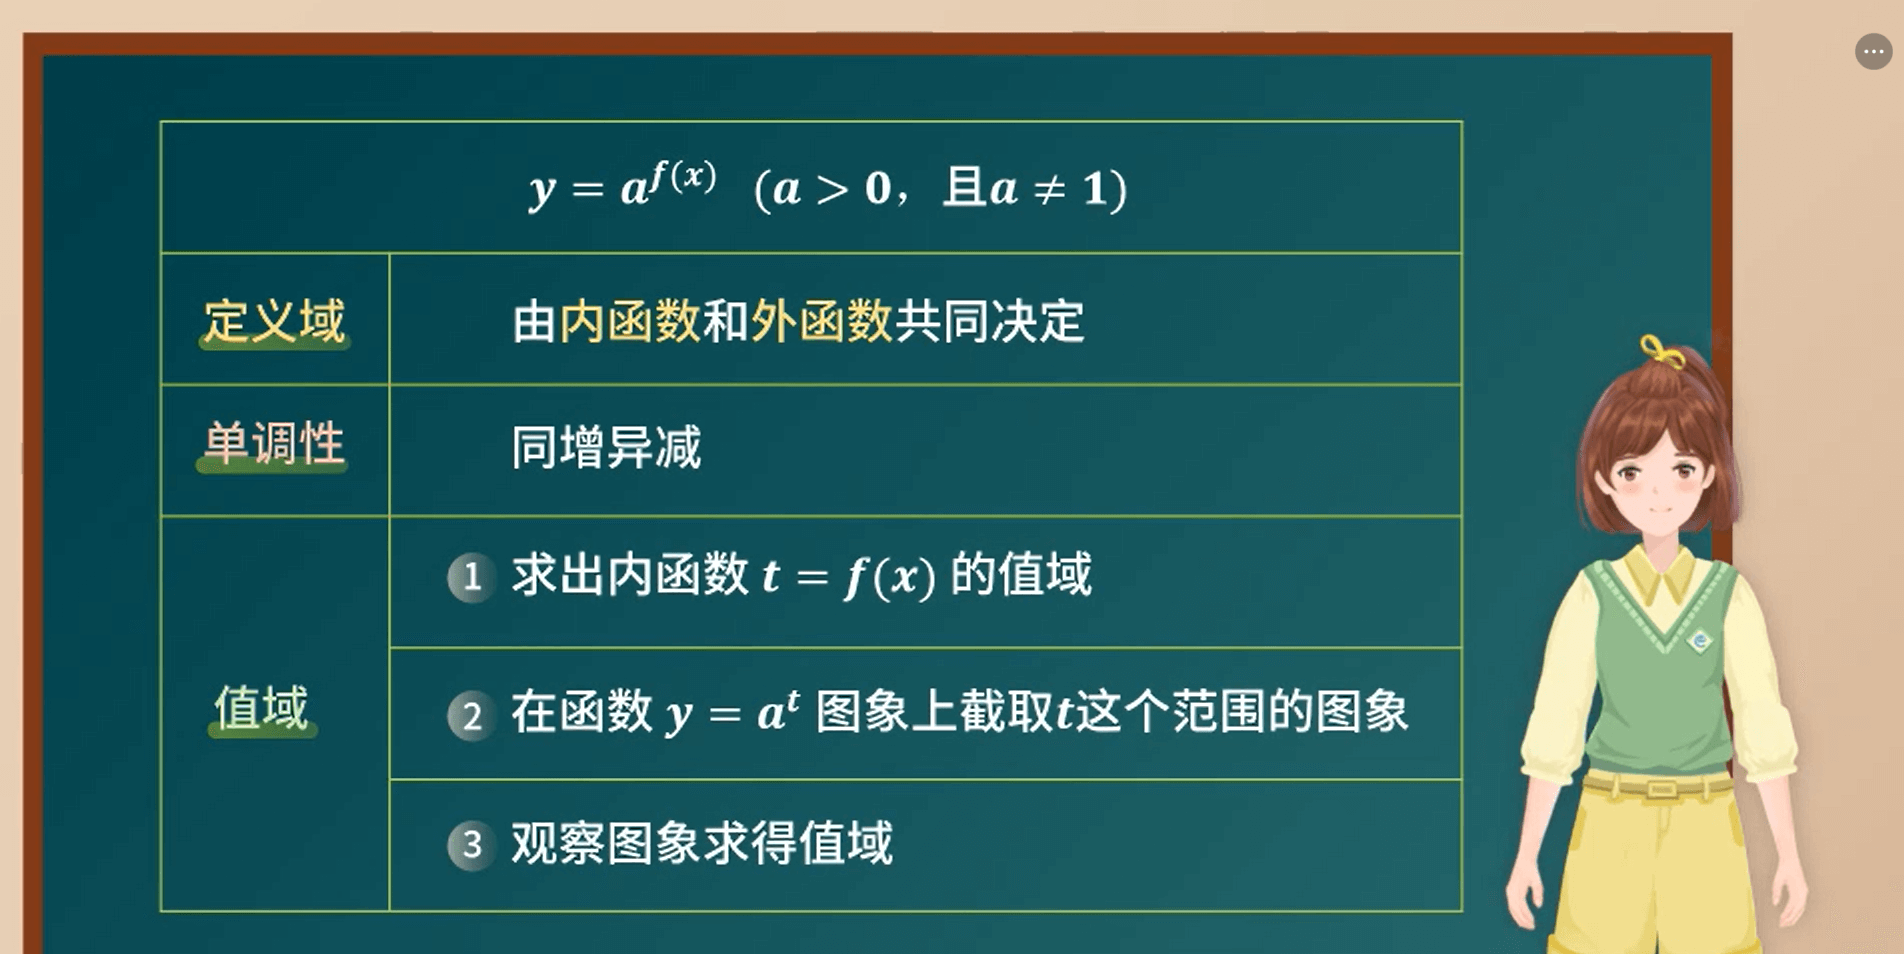 y = a^{f(x)} (a > 0，且a ≠ 1)
定义域
由内函数和外函数共同决定
单调性
同增异减
值域
1 求出内函数 t = f(x) 的值域
2 在函数 y = a^t 图象上截取t这个范围的图象
3 观察图象求得值域